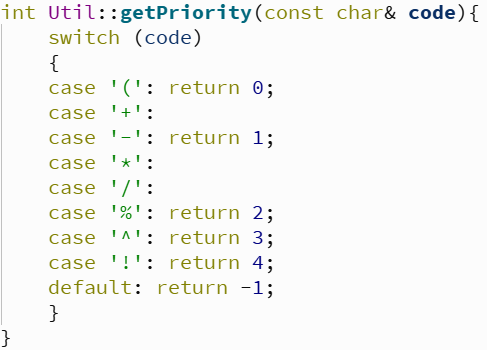 int Util::getPriority(const char& code){
    switch (code)
    {
    case '(': return 0;
    case '+':
    case '-': return 1;
    case '*':
    case '/':
    case '%': return 2;
    case '^': return 3;
    case '!': return 4;
    default: return -1;
    }
}